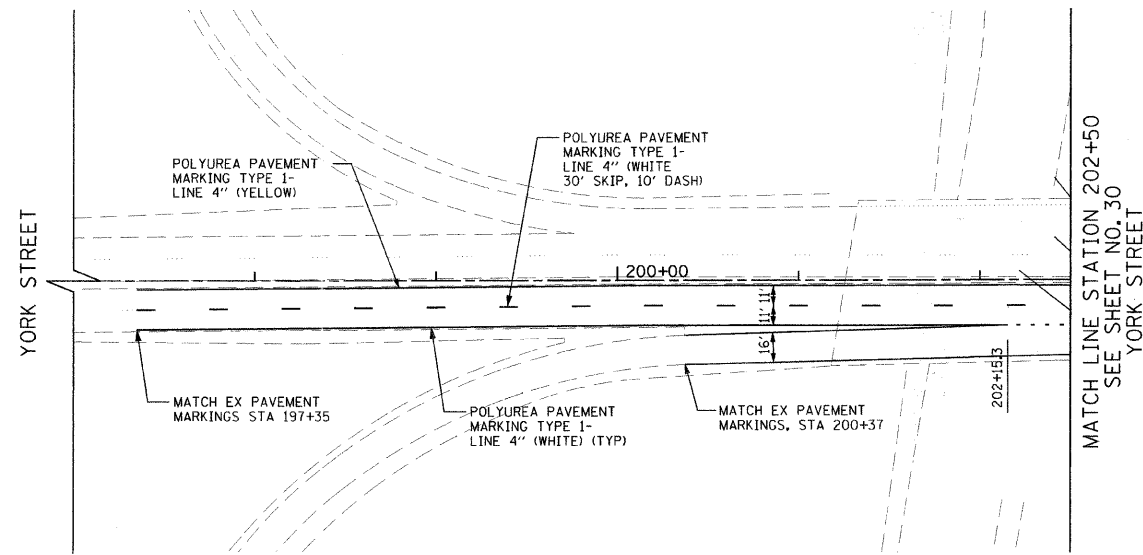 POLYUREA PAVEMENT
MARKING TYPE 1-
LINE 4" (WHITE
30' SKIP, 10' DASH)
POLYUREA PAVEMENT
MARKING TYPE 1-
LINE 4" (YELLOW)
YORK STREET
200+00
11'
11'
16'
202+15.3
MATCH EX PAVEMENT
MARKINGS STA 197+35
POLYUREA PAVEMENT
MARKING TYPE 1-
LINE 4" (WHITE) (TYP)
MATCH EX PAVEMENT
MARKINGS, STA 200+37
MATCH LINE STATION 202+50
SEE SHEET NO. 30
YORK STREET